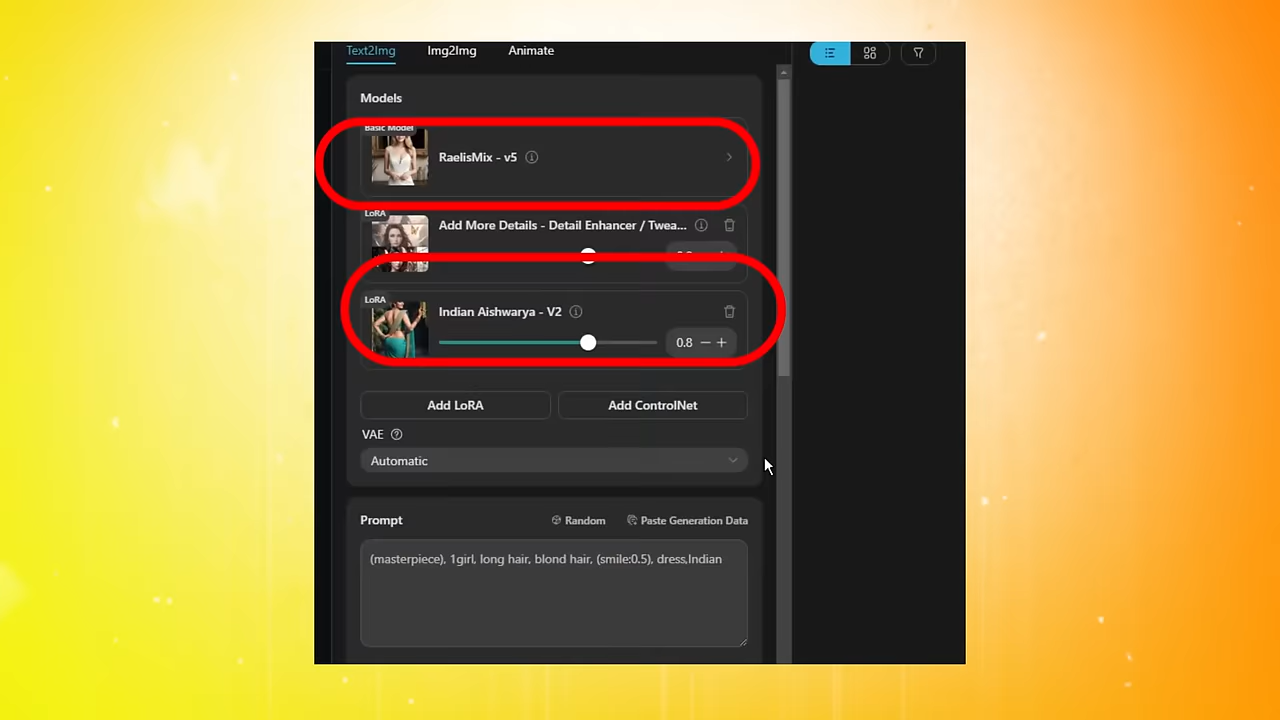 Text2Img Img2Img Animate
Models
Basic Model
RaelisMix - v5
LoRA
Add More Details - Detail Enhancer / Twea...
LoRA
Indian Aishwarya - V2
0.8
Add LoRA Add ControlNet
VAE
Automatic
Prompt Random Paste Generation Data
(masterpiece), 1girl, long hair, blond hair, (smile:0.5), dress,Indian